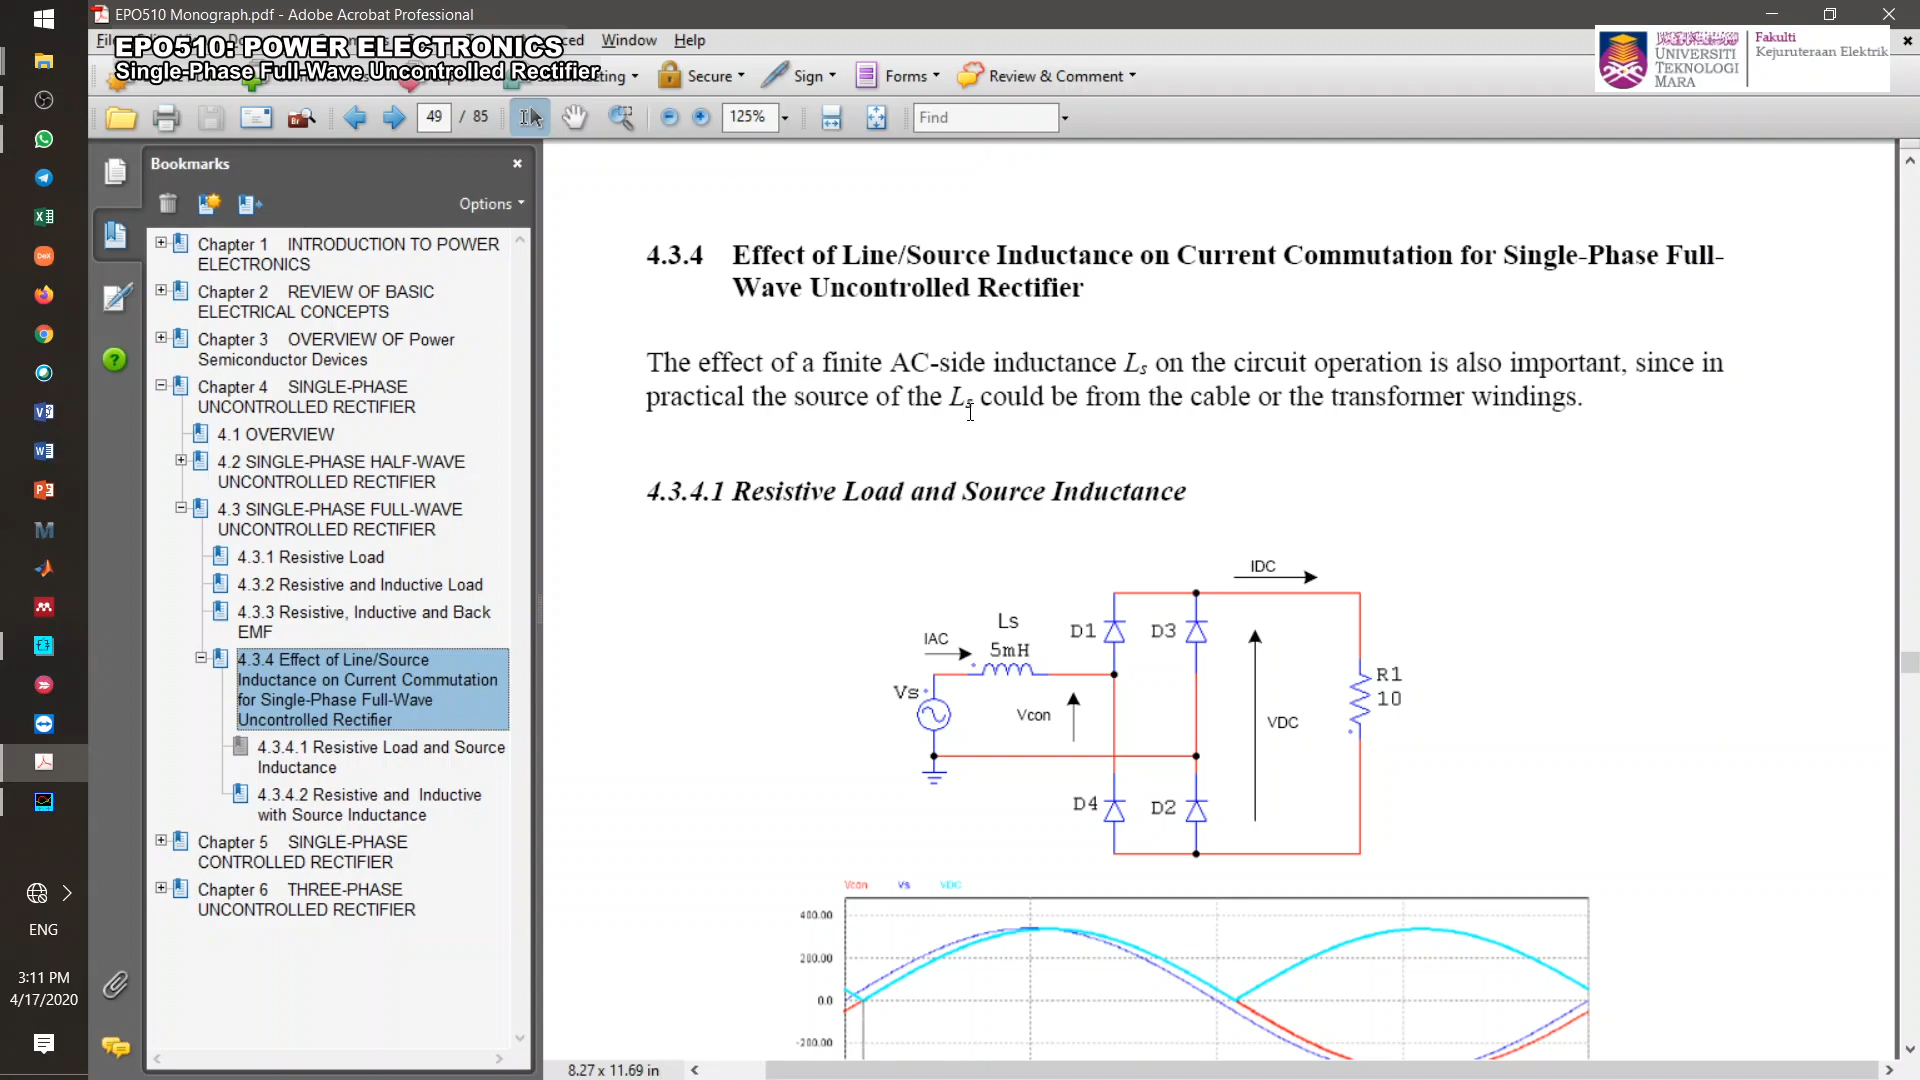 EPO510 Monograph.pdf - Adobe Acrobat Professional
EPO510: POWER ELECTRONICS
Single-Phase Full-Wave Uncontrolled Rectifier
Window Help
Secure
Sign
Forms
Review & Comment
UNIVERSITI
TEKNOLOGI
MARA
Fakulti
Kejuruteraan Elektrik
49 / 85
125%
Find
Bookmarks
Options
Chapter 1 INTRODUCTION TO POWER
ELECTRONICS
Chapter 2 REVIEW OF BASIC
ELECTRICAL CONCEPTS
Chapter 3 OVERVIEW OF Power
Semiconductor Devices
Chapter 4 SINGLE-PHASE
UNCONTROLLED RECTIFIER
4.1 OVERVIEW
4.2 SINGLE-PHASE HALF-WAVE
UNCONTROLLED RECTIFIER
4.3 SINGLE-PHASE FULL-WAVE
UNCONTROLLED RECTIFIER
4.3.1 Resistive Load
4.3.2 Resistive and Inductive Load
4.3.3 Resistive, Inductive and Back
EMF
4.3.4 Effect of Line/Source
Inductance on Current Commutation
for Single-Phase Full-Wave
Uncontrolled Rectifier
4.3.4.1 Resistive Load and Source
Inductance
4.3.4.2 Resistive and Inductive
with Source Inductance
Chapter 5 SINGLE-PHASE
CONTROLLED RECTIFIER
Chapter 6 THREE-PHASE
UNCONTROLLED RECTIFIER
4.3.4 Effect of Line/Source Inductance on Current Commutation for Single-Phase Full-
Wave Uncontrolled Rectifier
The effect of a finite AC-side inductance Ls on the circuit operation is also important, since in
practical the source of the Ls could be from the cable or the transformer windings.
4.3.4.1 Resistive Load and Source Inductance
IDC
Ls
5mH
IAC
D1
D3
Vs
Vcon
VDC
R1
10
D4
D2
Vcon Vs VDC
400.00
200.00
0.0
-200.00
8.27 x 11.69 in
ENG
3:11 PM
4/17/2020